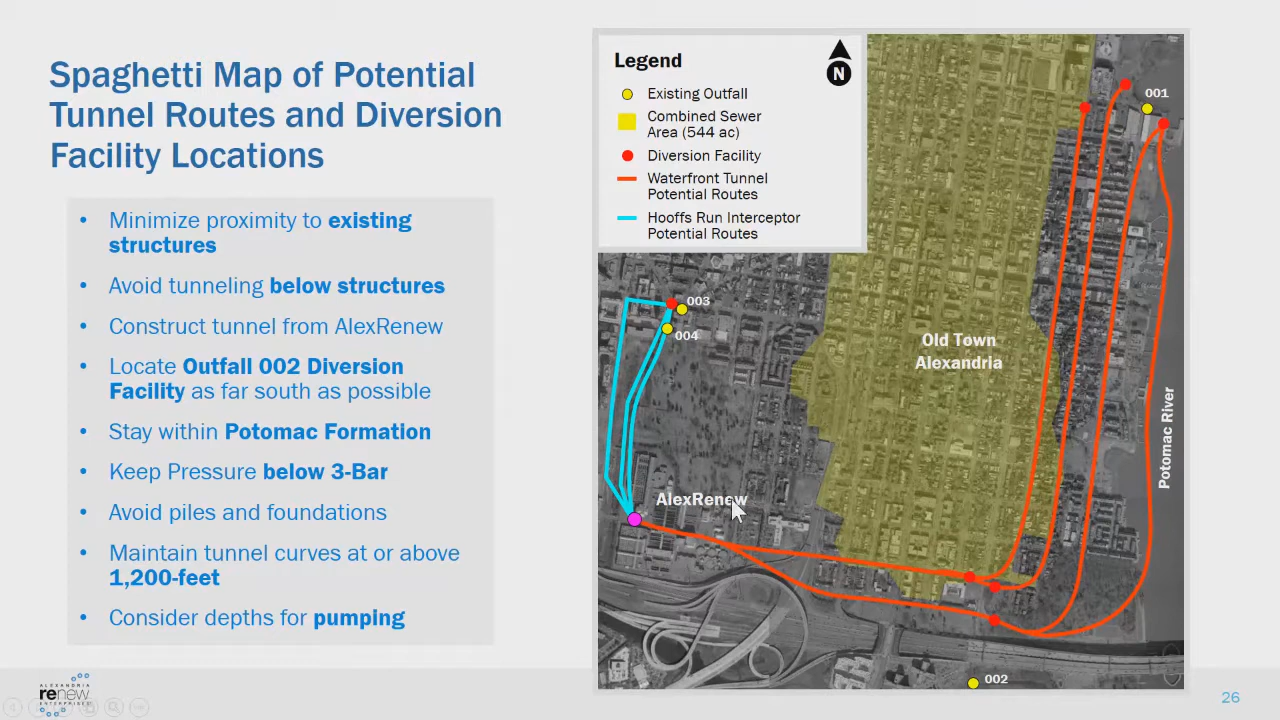 Spaghetti Map of Potential
Tunnel Routes and Diversion
Facility Locations
• Minimize proximity to existing
structures
• Avoid tunneling below structures
• Construct tunnel from AlexRenew
• Locate Outfall 002 Diversion
Facility as far south as possible
• Stay within Potomac Formation
• Keep Pressure below 3-Bar
• Avoid piles and foundations
• Maintain tunnel curves at or above
1,200-feet
• Consider depths for pumping
Legend
N
Existing Outfall
Combined Sewer
Area (544 ac)
Diversion Facility
Waterfront Tunnel
Potential Routes
Hooffs Run Interceptor
Potential Routes
001
003
004
Old Town
Alexandria
Potomac River
AlexRenew
002
ALEXANDRIA
renew
ENTERPRISES
26